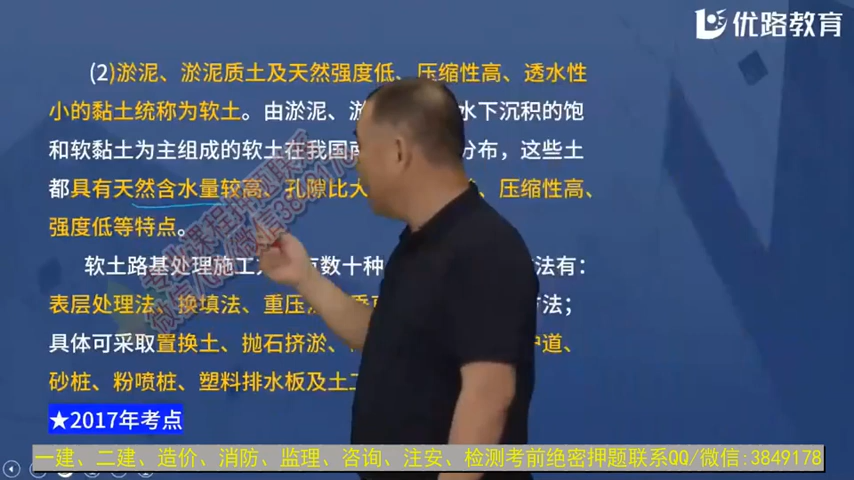 优路教育
(2)淤泥、淤泥质土及天然强度低、压缩性高、透水性
小的黏土统称为软土。由淤泥、淤 水下沉积的饱
和软黏土为主组成的软土在我国南 分布，这些土
都具有天然含水量较高、孔隙比大 、压缩性高、
强度低等特点。
软土路基处理施工 数十种 法有：
表层处理法、换填法、重压 法；
具体可采取置换土、抛石挤淤、 护道、
砂桩、粉喷桩、塑料排水板及土工
★2017年考点
一建、二建、造价、消防、监理、咨询、注安、检测考前绝密押题联系QQ/微信:3849178